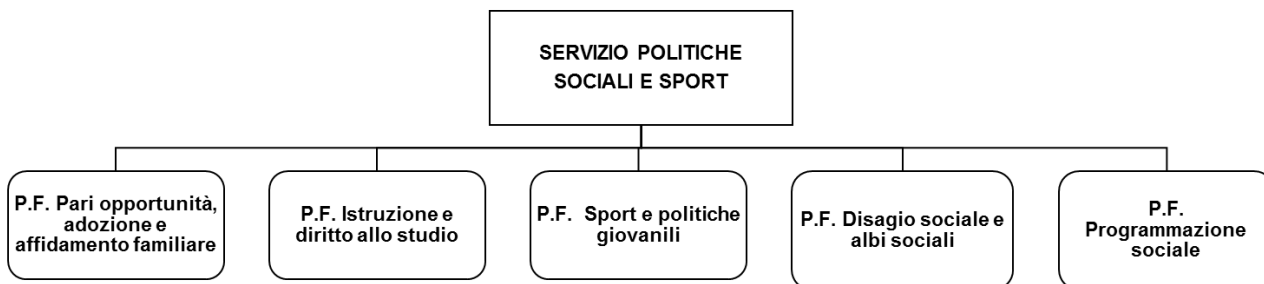 SERVIZIO POLITICHE
SOCIALI E SPORT
P.F. Pari opportunità,
adozione e
affidamento familiare
P.F. Istruzione e
diritto allo studio
P.F. Sport e politiche
giovanili
P.F. Disagio sociale e
albi sociali
P.F.
Programmazione
sociale